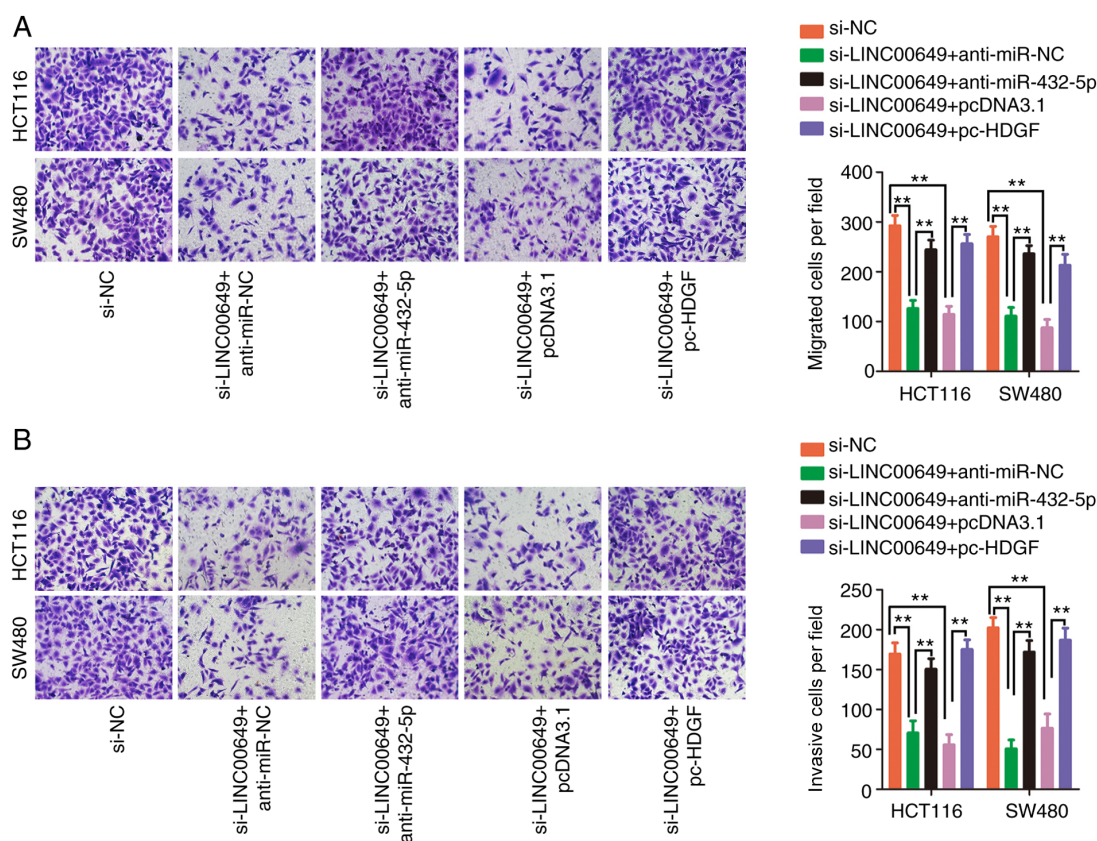 A
HCT116
SW480
si-NC
si-LINC00649+
anti-miR-NC
si-LINC00649+
anti-miR-432-5p
si-LINC00649+
pcDNA3.1
si-LINC00649+
pc-HDGF
si-NC
si-LINC00649+anti-miR-NC
si-LINC00649+anti-miR-432-5p
si-LINC00649+pcDNA3.1
si-LINC00649+pc-HDGF
Migrated cells per field
400
300
200
100
0
**
**
**
**
**
**
**
**
HCT116
SW480
B
HCT116
SW480
si-NC
si-LINC00649+
anti-miR-NC
si-LINC00649+
anti-miR-432-5p
si-LINC00649+
pcDNA3.1
si-LINC00649+
pc-HDGF
si-NC
si-LINC00649+anti-miR-NC
si-LINC00649+anti-miR-432-5p
si-LINC00649+pcDNA3.1
si-LINC00649+pc-HDGF
Invasive cells per field
250
200
150
100
50
0
**
**
**
**
**
**
**
**
HCT116
SW480